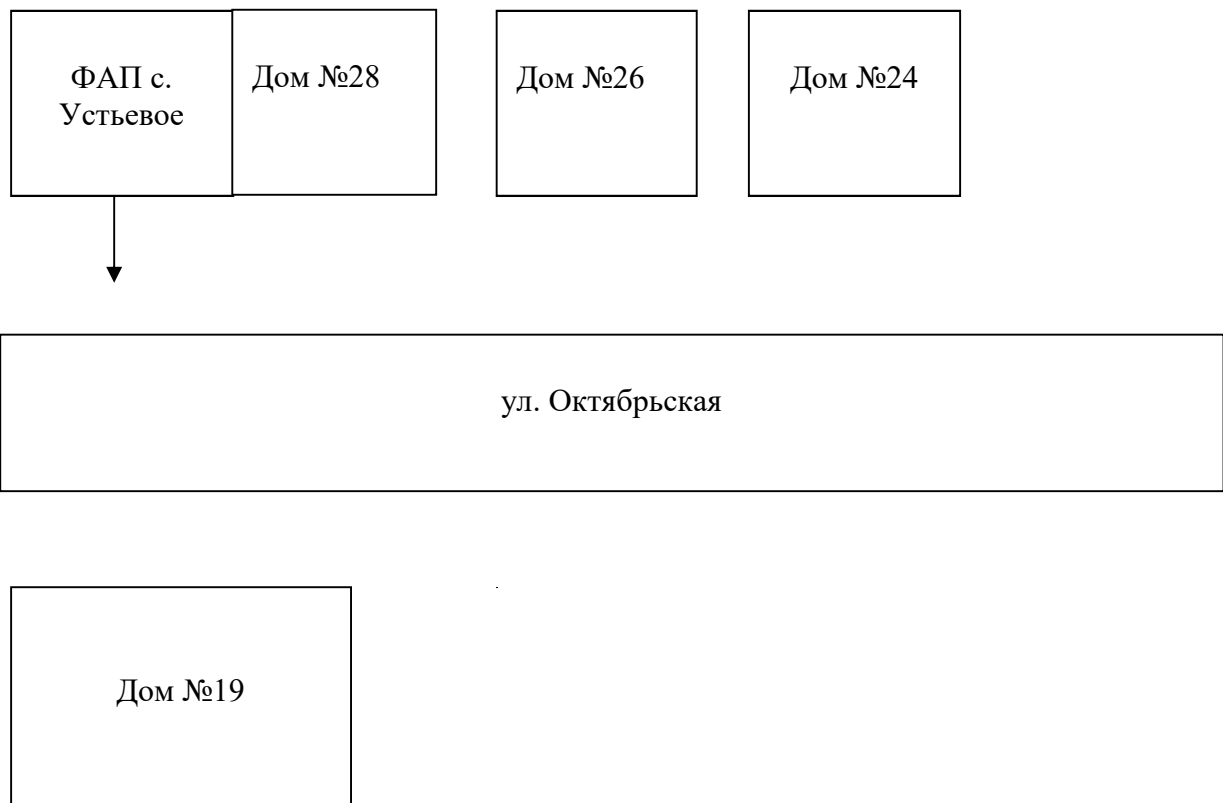 ФАП с.
Устьевое
Дом №28
Дом №26
Дом №24
ул. Октябрьская
Дом №19